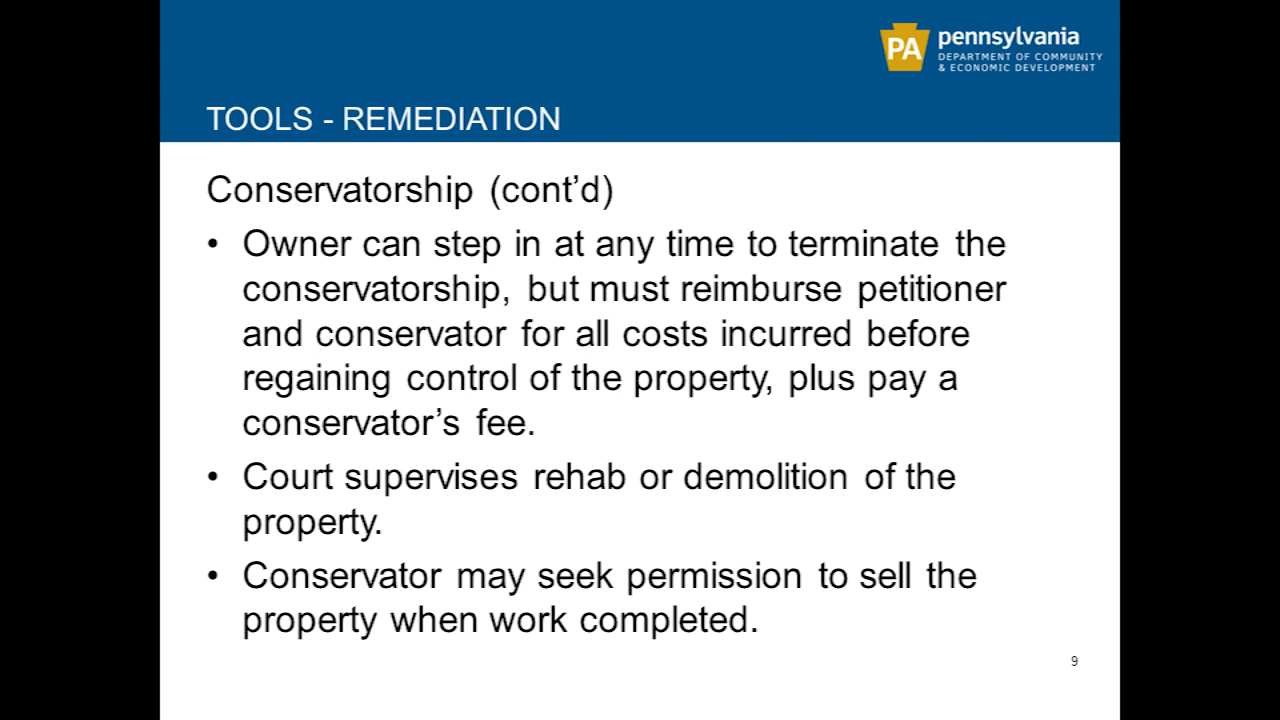 PA
pennsylvania
DEPARTMENT OF COMMUNITY
& ECONOMIC DEVELOPMENT
TOOLS - REMEDIATION
Conservatorship (cont’d)
• Owner can step in at any time to terminate the
conservatorship, but must reimburse petitioner
and conservator for all costs incurred before
regaining control of the property, plus pay a
conservator’s fee.
• Court supervises rehab or demolition of the
property.
• Conservator may seek permission to sell the
property when work completed.
9